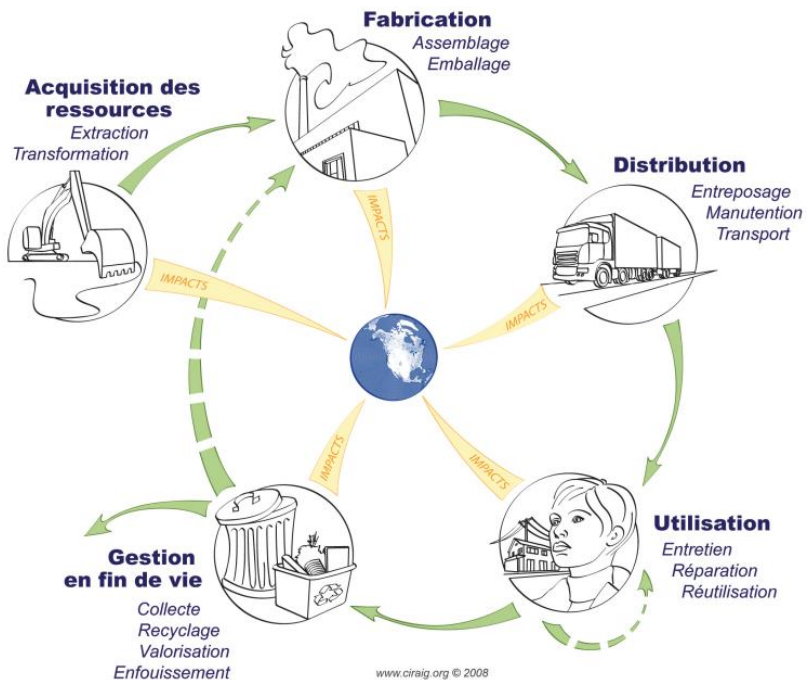 Fabrication
Assemblage
Emballage
Acquisition des
ressources
Extraction
Transformation
Distribution
Entreposage
Manutention
Transport
IMPACTS
IMPACTS
IMPACTS
IMPACTS
IMPACTS
Utilisation
Entretien
Réparation
Réutilisation
Gestion
en fin de vie
Collecte
Recyclage
Valorisation
Enfouissement
www.ciraig.org © 2008